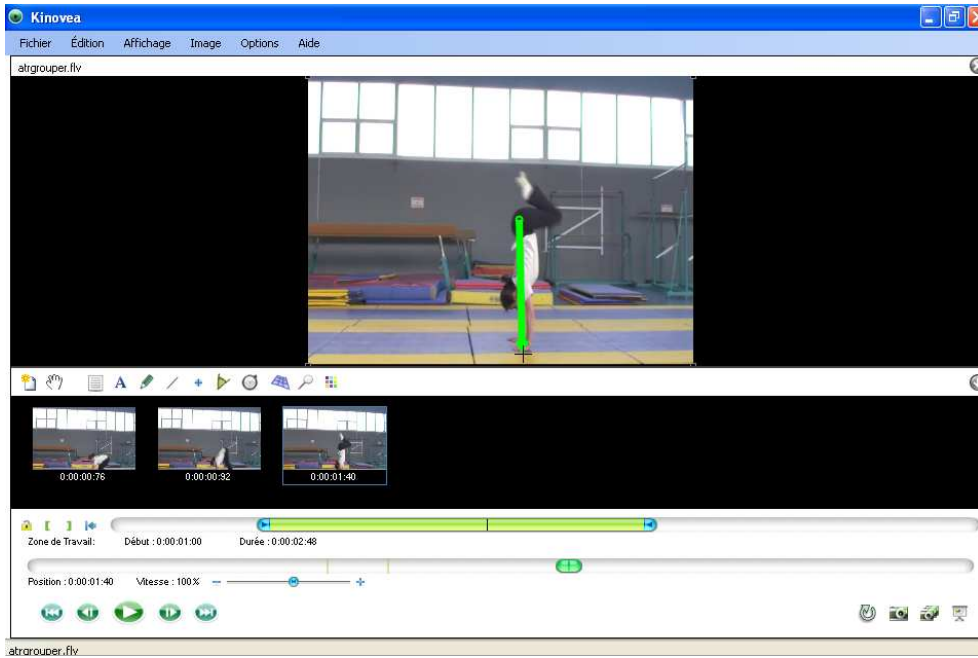 Kinovea
Fichier Édition Affichage Image Options Aide
atrgrouper.flv
A
0:00:00:76 0:00:00:92 0:00:01:40
Zone de Travail: Début : 0:00:01:00 Durée : 0:00:02:48
Position : 0:00:01:40 Vitesse : 100% 
atrgrouper.flv